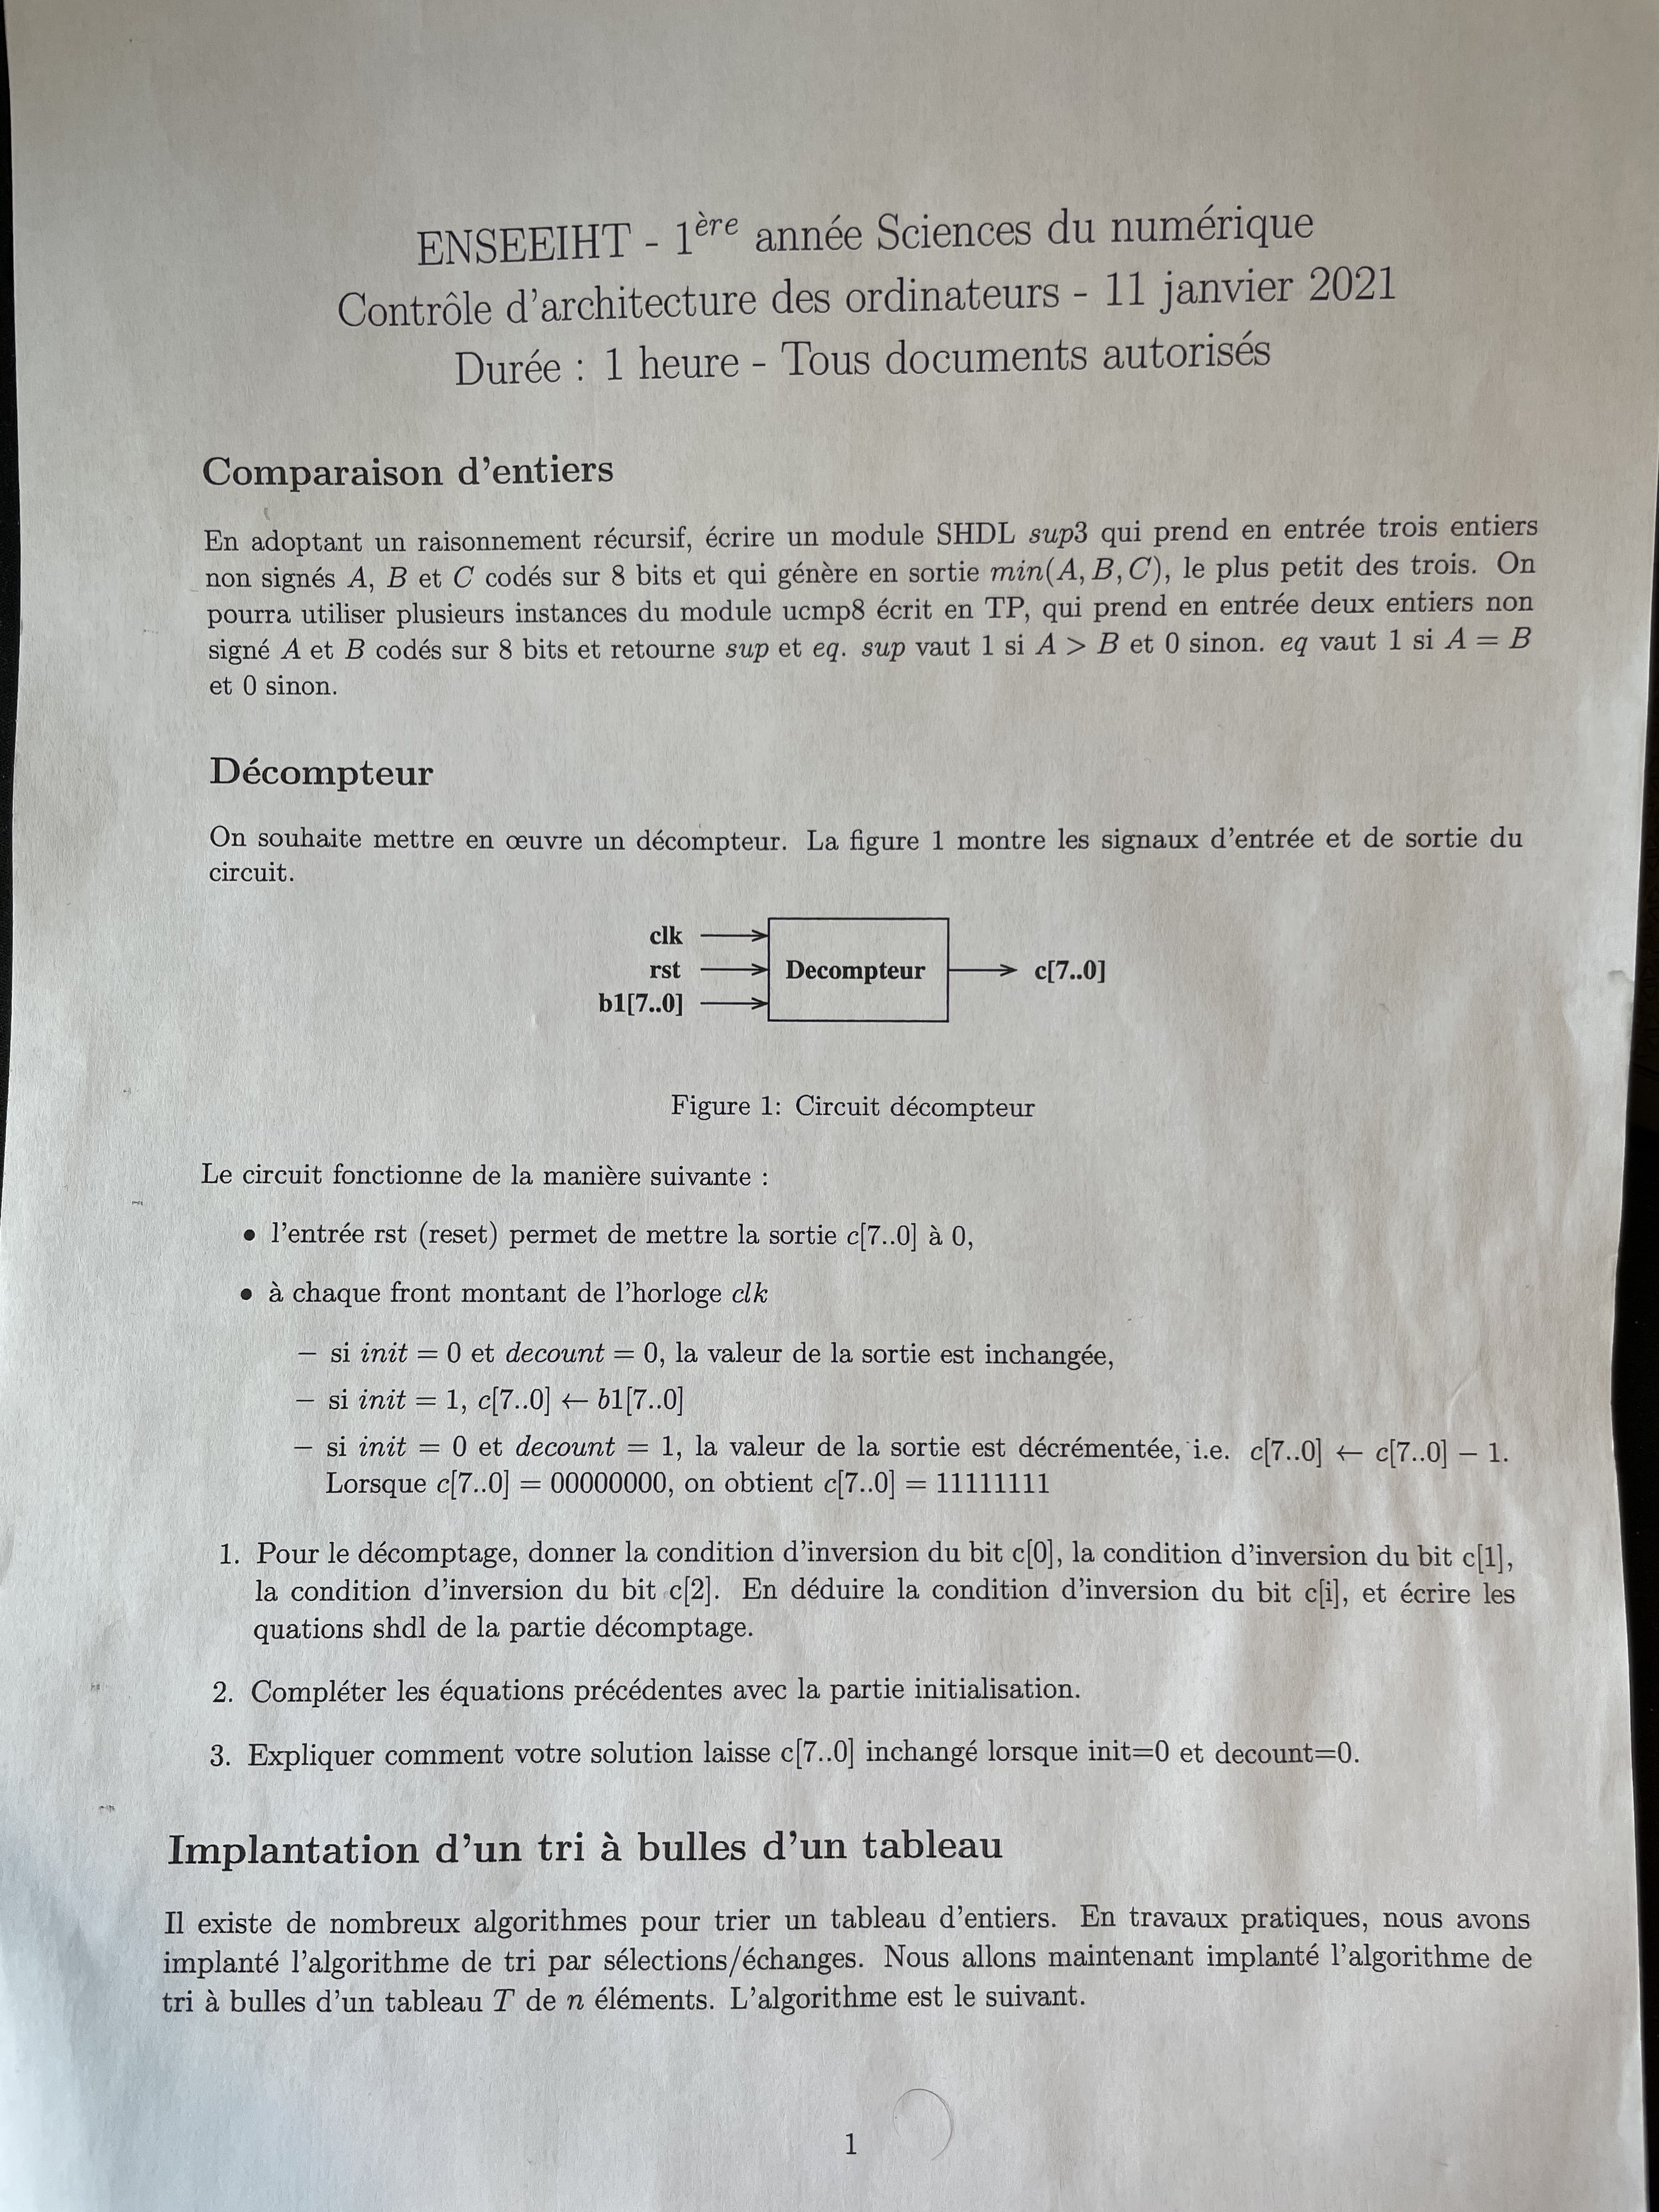 ENSEEIHT - 1ère année Sciences du numérique
Contrôle d'architecture des ordinateurs - 11 janvier 2021
Durée : 1 heure - Tous documents autorisés
Comparaison d'entiers
En adoptant un raisonnement récursif, écrire un module SHDL sup3 qui prend en entrée trois entiers
non signés A, B et C codés sur 8 bits et qui génère en sortie min(A, B, C), le plus petit des trois. On
pourra utiliser plusieurs instances du module ucmp8 écrit en TP, qui prend en entrée deux entiers non
signé A et B codés sur 8 bits et retourne sup et eq. sup vaut 1 si A > B et 0 sinon. eq vaut 1 si A = B
et 0 sinon.
Décompteur
On souhaite mettre en œuvre un décompteur. La figure 1 montre les signaux d'entrée et de sortie du
circuit.
clk
rst
b1[7..0]
Decompteur
c[7..0]
Figure 1: Circuit décompteur
Le circuit fonctionne de la manière suivante :
• l'entrée rst (reset) permet de mettre la sortie c[7..0] à 0,
• à chaque front montant de l'horloge clk
– si init = 0 et decount = 0, la valeur de la sortie est inchangée,
– si init = 1, c[7..0] ← b1[7..0]
– si init = 0 et decount = 1, la valeur de la sortie est décrémentée, i.e. c[7..0] ← c[7..0] − 1.
Lorsque c[7..0] = 00000000, on obtient c[7..0] = 11111111
1. Pour le décomptage, donner la condition d'inversion du bit c[0], la condition d'inversion du bit c[1],
la condition d'inversion du bit c[2]. En déduire la condition d'inversion du bit c[i], et écrire les
quations shdl de la partie décomptage.
2. Compléter les équations précédentes avec la partie initialisation.
3. Expliquer comment votre solution laisse c[7..0] inchangé lorsque init=0 et decount=0.
Implantation d'un tri à bulles d'un tableau
Il existe de nombreux algorithmes pour trier un tableau d'entiers. En travaux pratiques, nous avons
implanté l'algorithme de tri par sélections/échanges. Nous allons maintenant implanté l'algorithme de
tri à bulles d'un tableau T de n éléments. L'algorithme est le suivant.
1